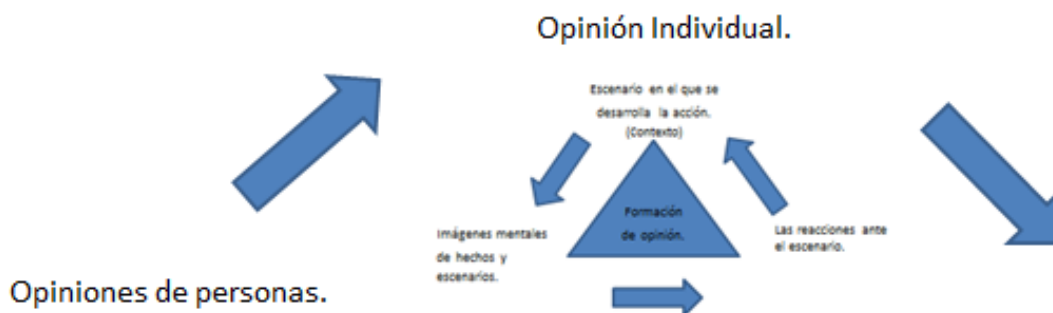 Opinión Individual.
Escenario en el que se
desarrolla la acción.
(Contexto)
Formación
de opinión.
Imágenes mentales
de hechos y
escenarios.
Las reacciones ante
el escenario.
Opiniones de personas.